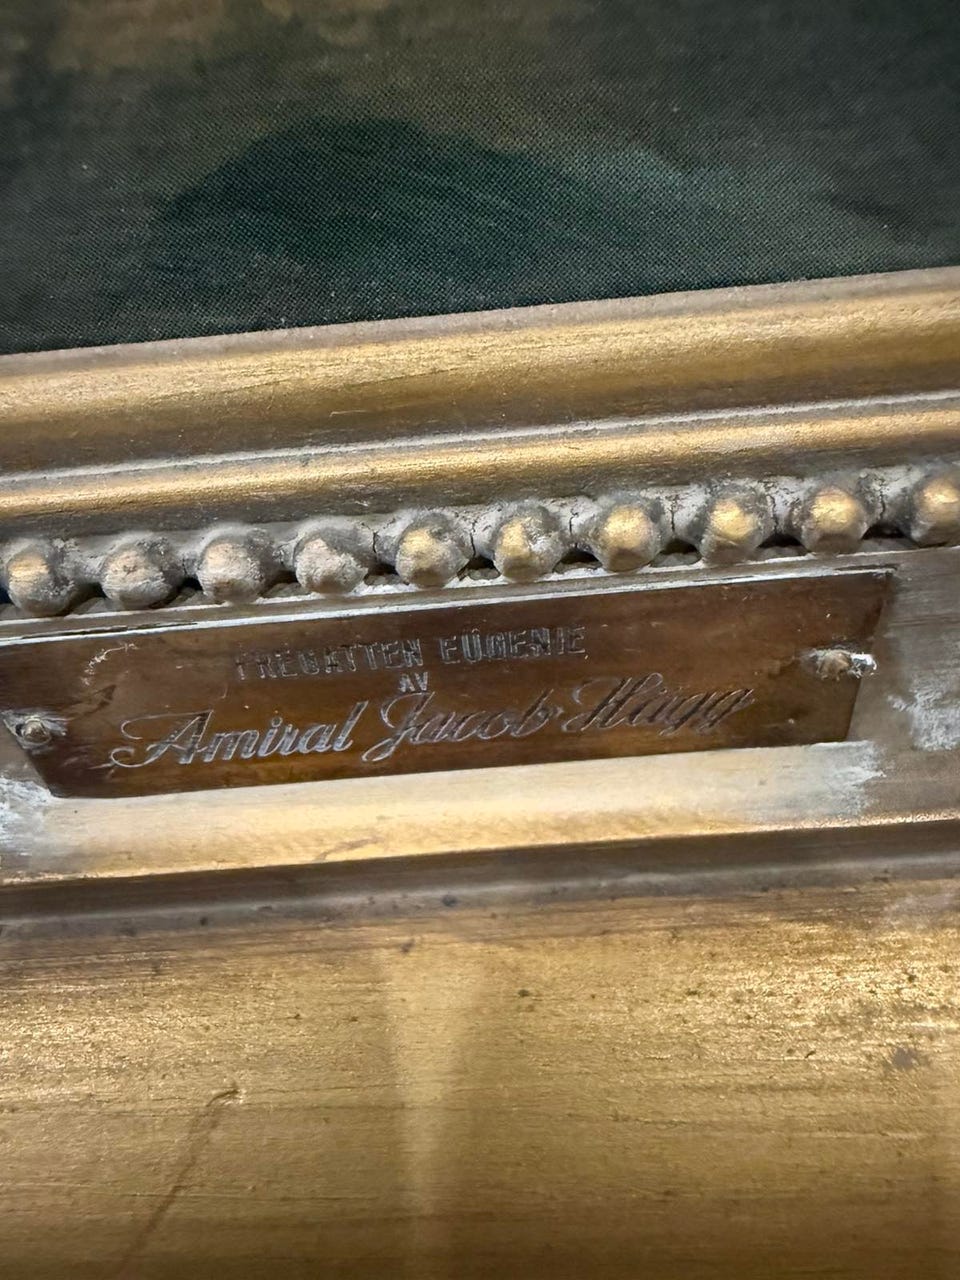 FREGATTEN EUGENIE
AV
Amiral Jacob Hägg